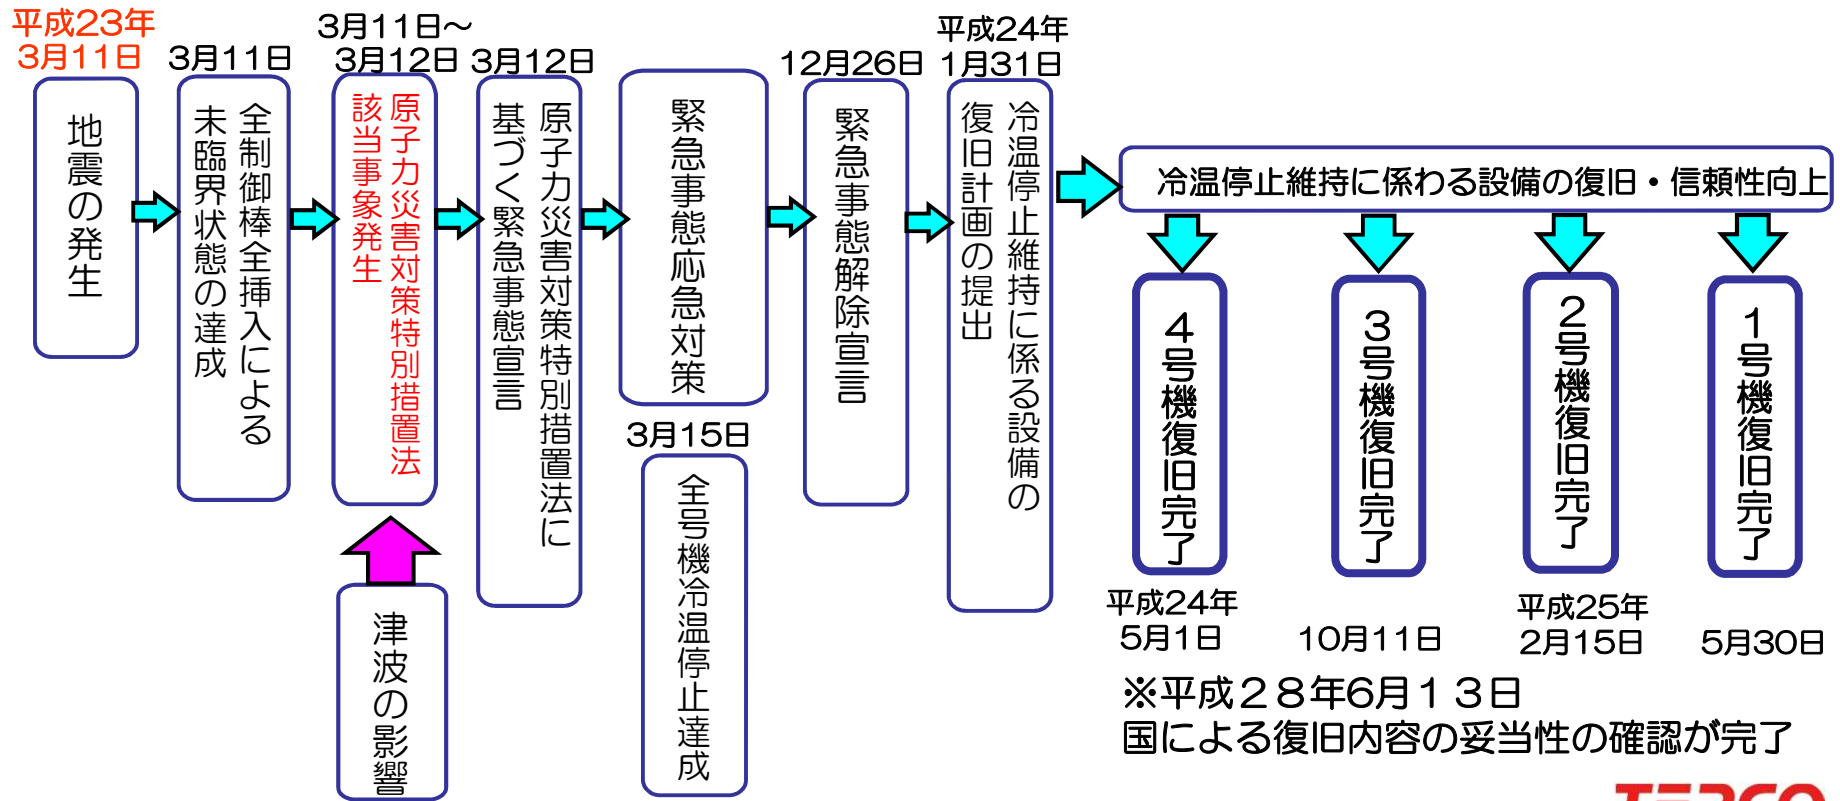 平成23年
3月11日
地震の発生
3月11日
全制御棒全挿入による
未臨界状態の達成
3月11日～
3月12日
原子力災害対策特別措置法
該当事象発生
津波の影響
3月12日
原子力災害対策特別措置法に
基づく緊急事態宣言
緊急事態応急対策
3月15日
全号機冷温停止達成
12月26日
緊急事態解除宣言
平成24年
1月31日
冷温停止維持に係る設備の
復旧計画の提出
冷温停止維持に係わる設備の復旧・信頼性向上
4号機復旧完了
平成24年
5月1日
3号機復旧完了
10月11日
2号機復旧完了
平成25年
2月15日
1号機復旧完了
5月30日
※平成２８年6月１３日
国による復旧内容の妥当性の確認が完了
TEPCO